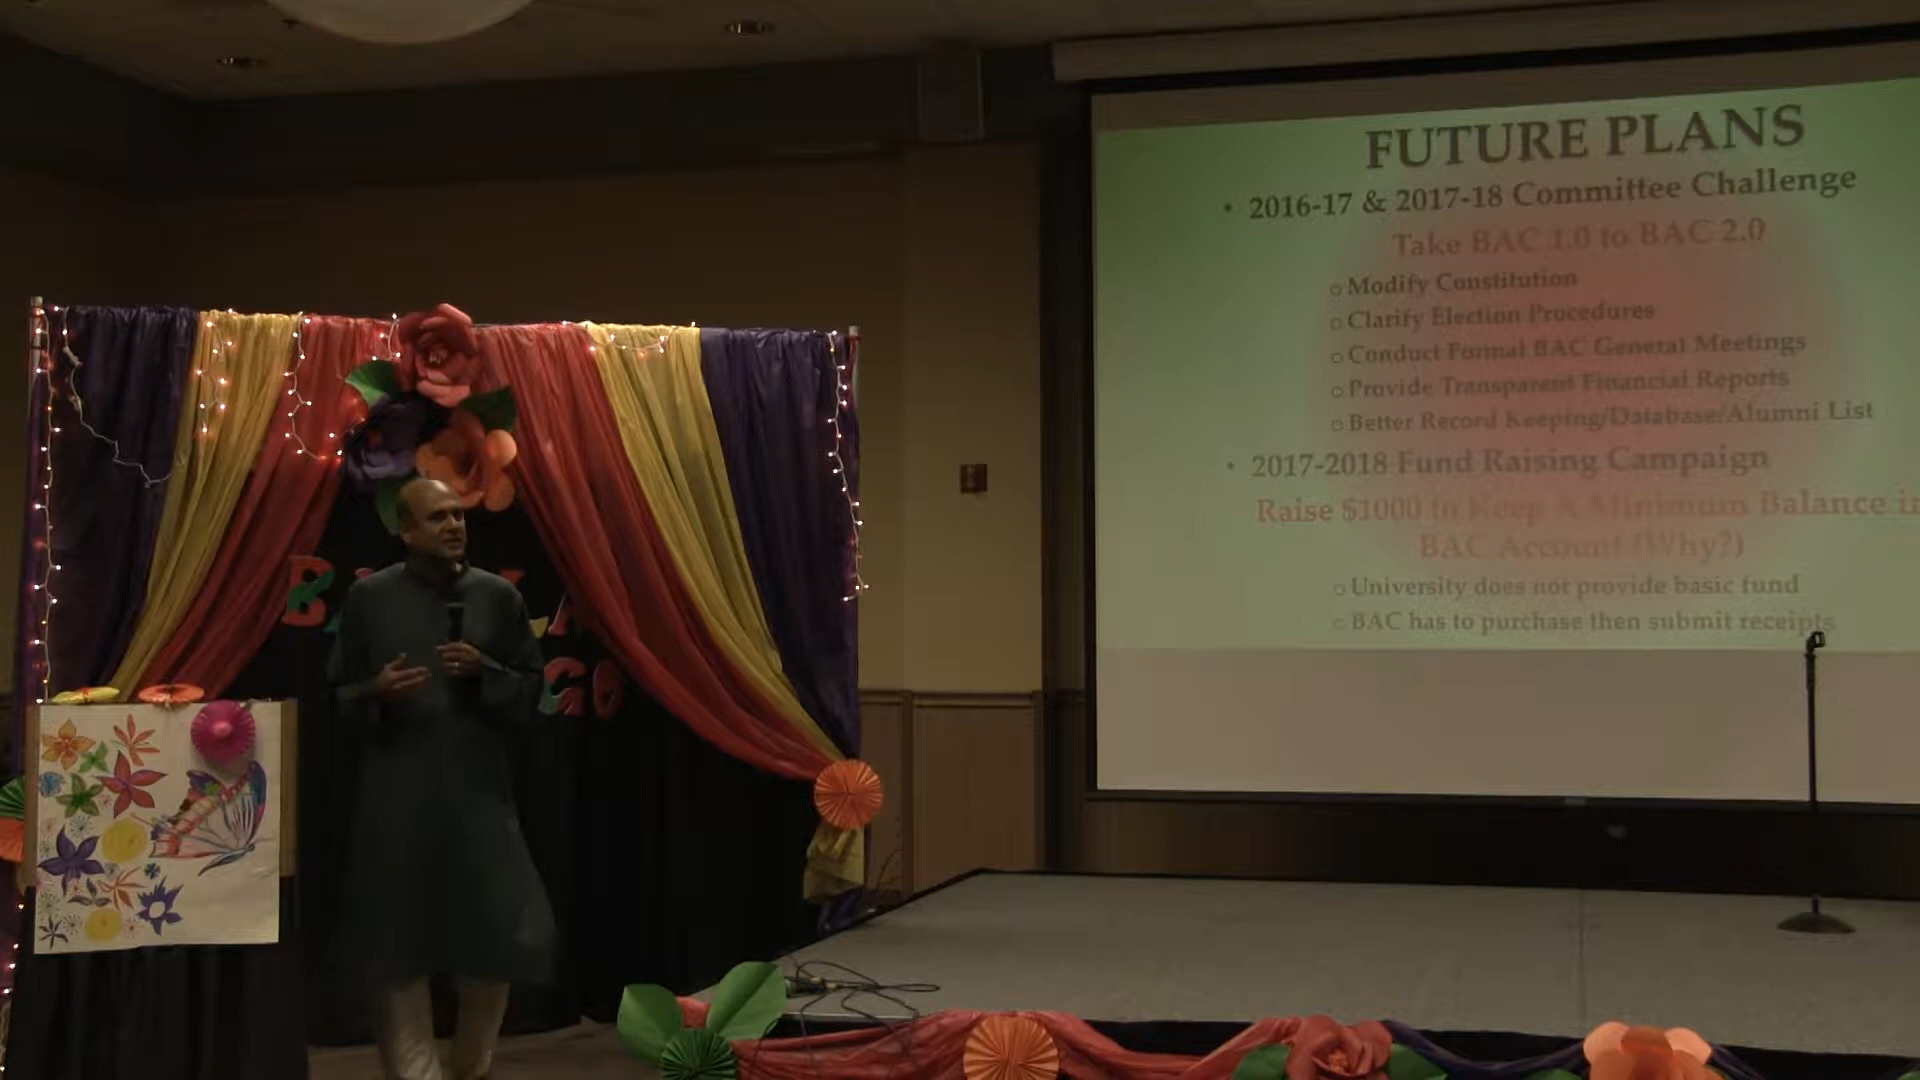 FUTURE PLANS
• 2016-17 & 2017-18 Committee Challenge
Take BAC 1.0 to BAC 2.0
o Modify Constitution
o Clarify Election Procedures
o Conduct Formal BAC General Meetings
o Provide Transparent Financial Reports
o Better Record Keeping/Database/Alumni List
• 2017-2018 Fund Raising Campaign
Raise $1000 to Keep A Minimum Balance in
BAC Account (Why?)
o University does not provide basic fund
o BAC has to purchase then submit receipts